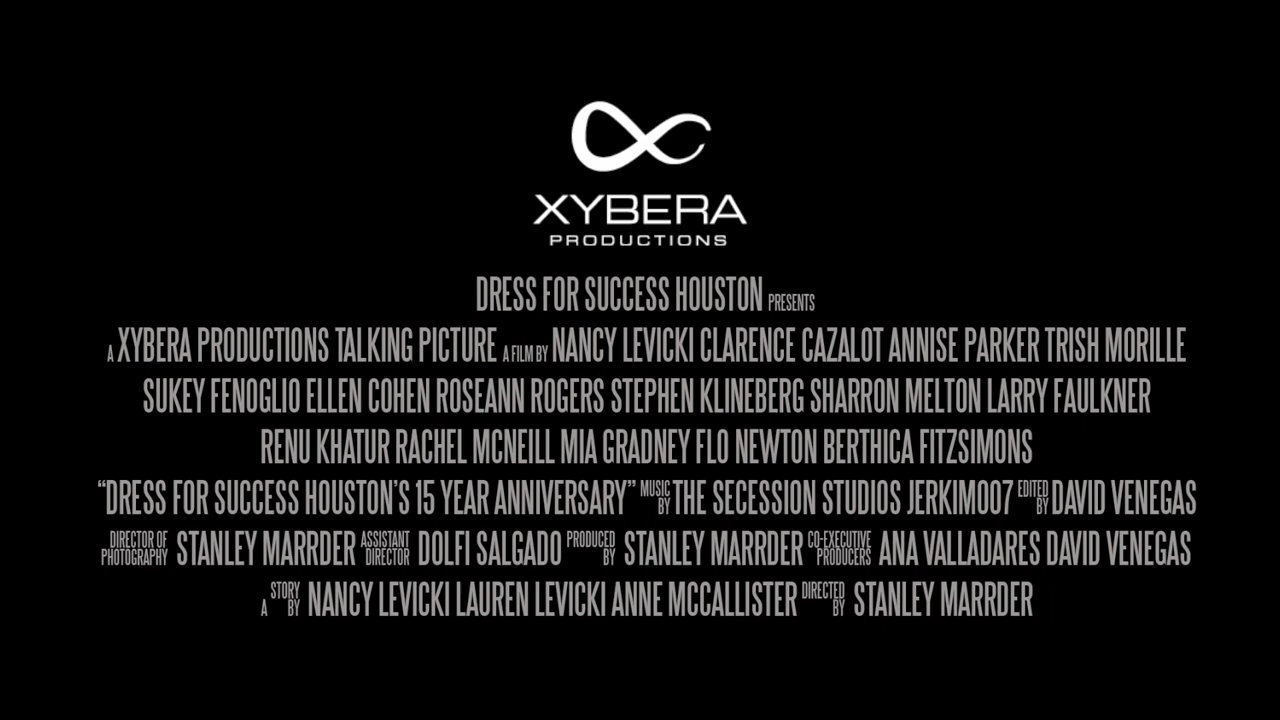 XYBERA
PRODUCTIONS
DRESS FOR SUCCESS HOUSTON PRESENTS
A XYBERA PRODUCTIONS TALKING PICTURE A FILM BY NANCY LEVICKI CLARENCE CAZALOT ANNISE PARKER TRISH MORILLE
SUKEY FENOGLIO ELLEN COHEN ROSEANN ROGERS STEPHEN KLINEBERG SHARRON MELTON LARRY FAULKNER
RENU KHATUR RACHEL MCNEILL MIA GRADNEY FLO NEWTON BERTHICA FITZSIMONS
“DRESS FOR SUCCESS HOUSTON’S 15 YEAR ANNIVERSARY” MUSIC BY THE SECESSION STUDIOS JERKIM007 EDITED BY DAVID VENEGAS
DIRECTOR OF PHOTOGRAPHY STANLEY MARRDER ASSISTANT DIRECTOR DOLFI SALGADO PRODUCED BY STANLEY MARRDER CO-EXECUTIVE PRODUCERS ANA VALLADARES DAVID VENEGAS
A STORY BY NANCY LEVICKI LAUREN LEVICKI ANNE MCCALLISTER DIRECTED BY STANLEY MARRDER